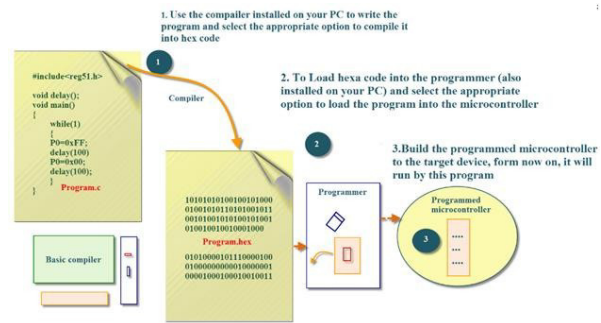 1. Use the compailer installed on your PC to write the
program and select the appropriate option to compile it
into hex code
1
#include<reg51.h>
void delay();
void main()
{
while(1)
{
P0=0xFF;
delay(100)
P0=0x00;
delay(100);
}
}
Program.c
Compiler
2. To Load hexa code into the programmer (also
installed on your PC) and select the appropriate
option to load the program into the microcontroller
2
3.Build the programmed microcontroller
to the target device, form now on, it will
run by this program
10101010100100101000
01001010110101001011
00101001001010010 1001
01001001001001000
Program.hex
01010000101110000100
01000000000010000001
00001000100010010011
Programmer
Programmed
microcontroller
3
Basic compiler